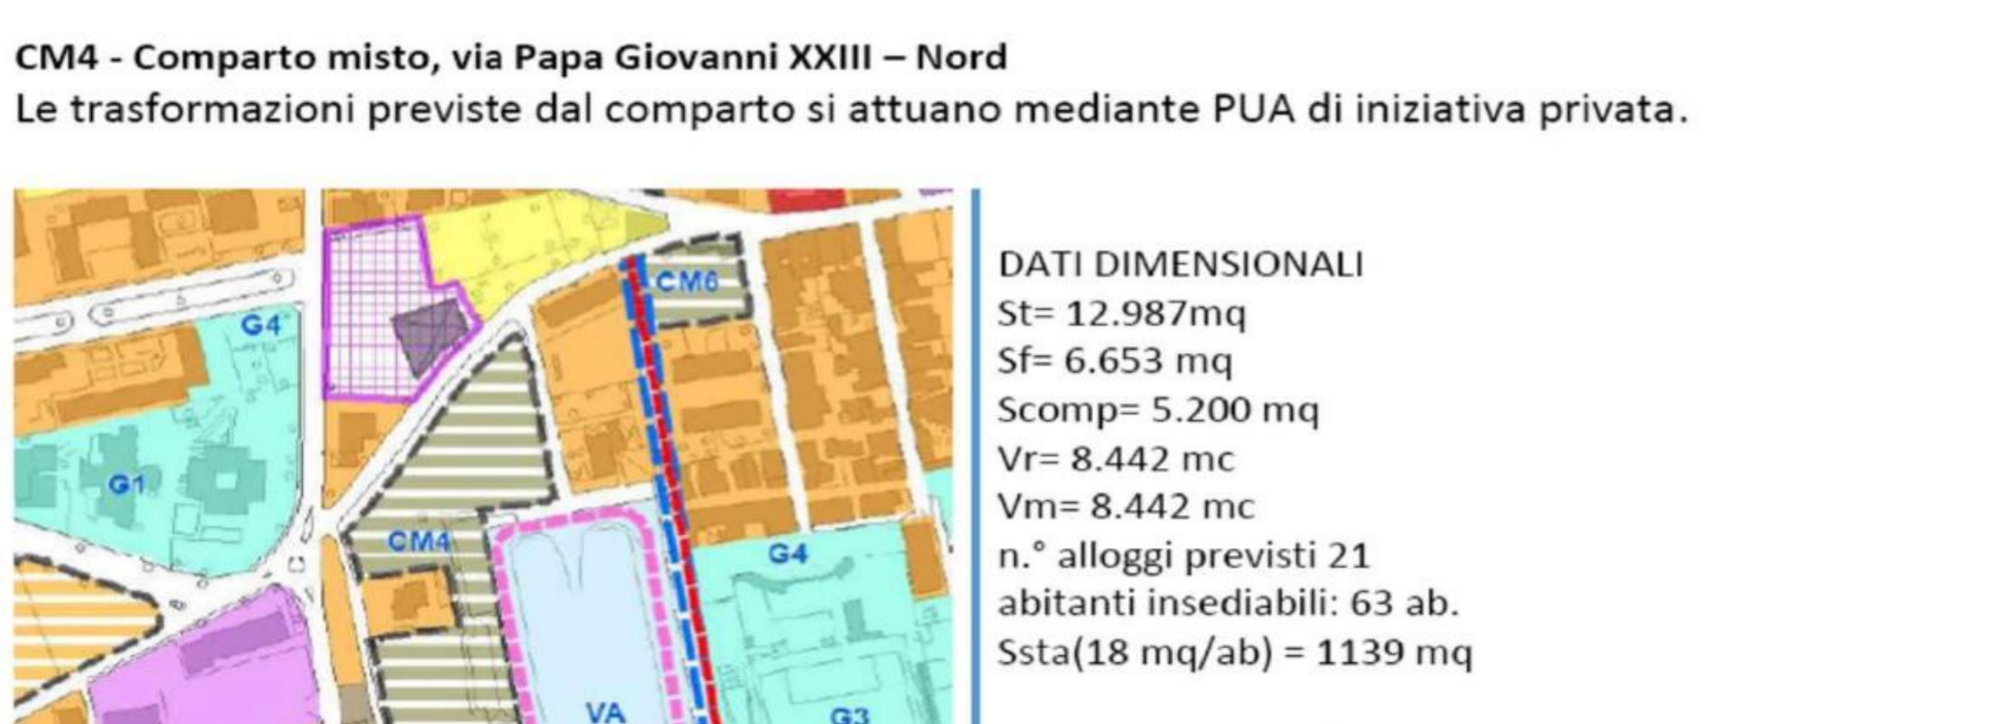 CM4 - Comparto misto, via Papa Giovanni XXIII – Nord
Le trasformazioni previste dal comparto si attuano mediante PUA di iniziativa privata.
CM6
G4
G1
CM4
G4
VA
G3
DATI DIMENSIONALI
St= 12.987mq
Sf= 6.653 mq
Scomp= 5.200 mq
Vr= 8.442 mc
Vm= 8.442 mc
n.° alloggi previsti 21
abitanti insediabili: 63 ab.
Ssta(18 mq/ab) = 1139 mq